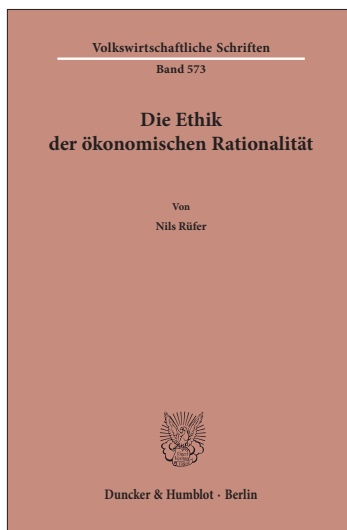 Volkswirtschaftliche Schriften
Band 573
Die Ethik
der ökonomischen Rationalität
Von
Nils Rüfer
Duncker & Humblot · Berlin